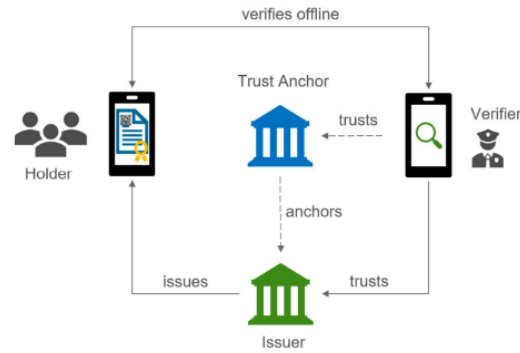 verifies offline
Trust Anchor
trusts
Verifier
Holder
anchors
issues
trusts
Issuer